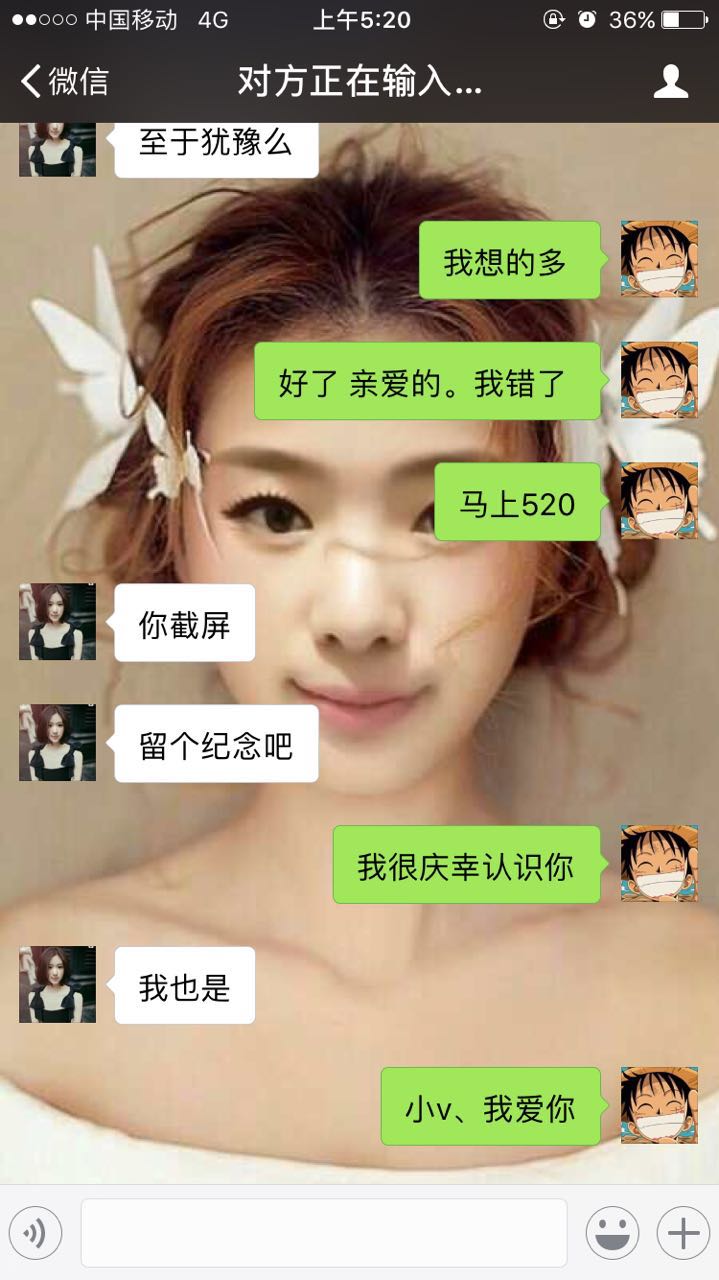 中国移动 4G 上午5:20 36%
微信 对方正在输入...
至于犹豫么
我想的多
好了 亲爱的。我错了
马上520
你截屏
留个纪念吧
我很庆幸认识你
我也是
小v、我爱你